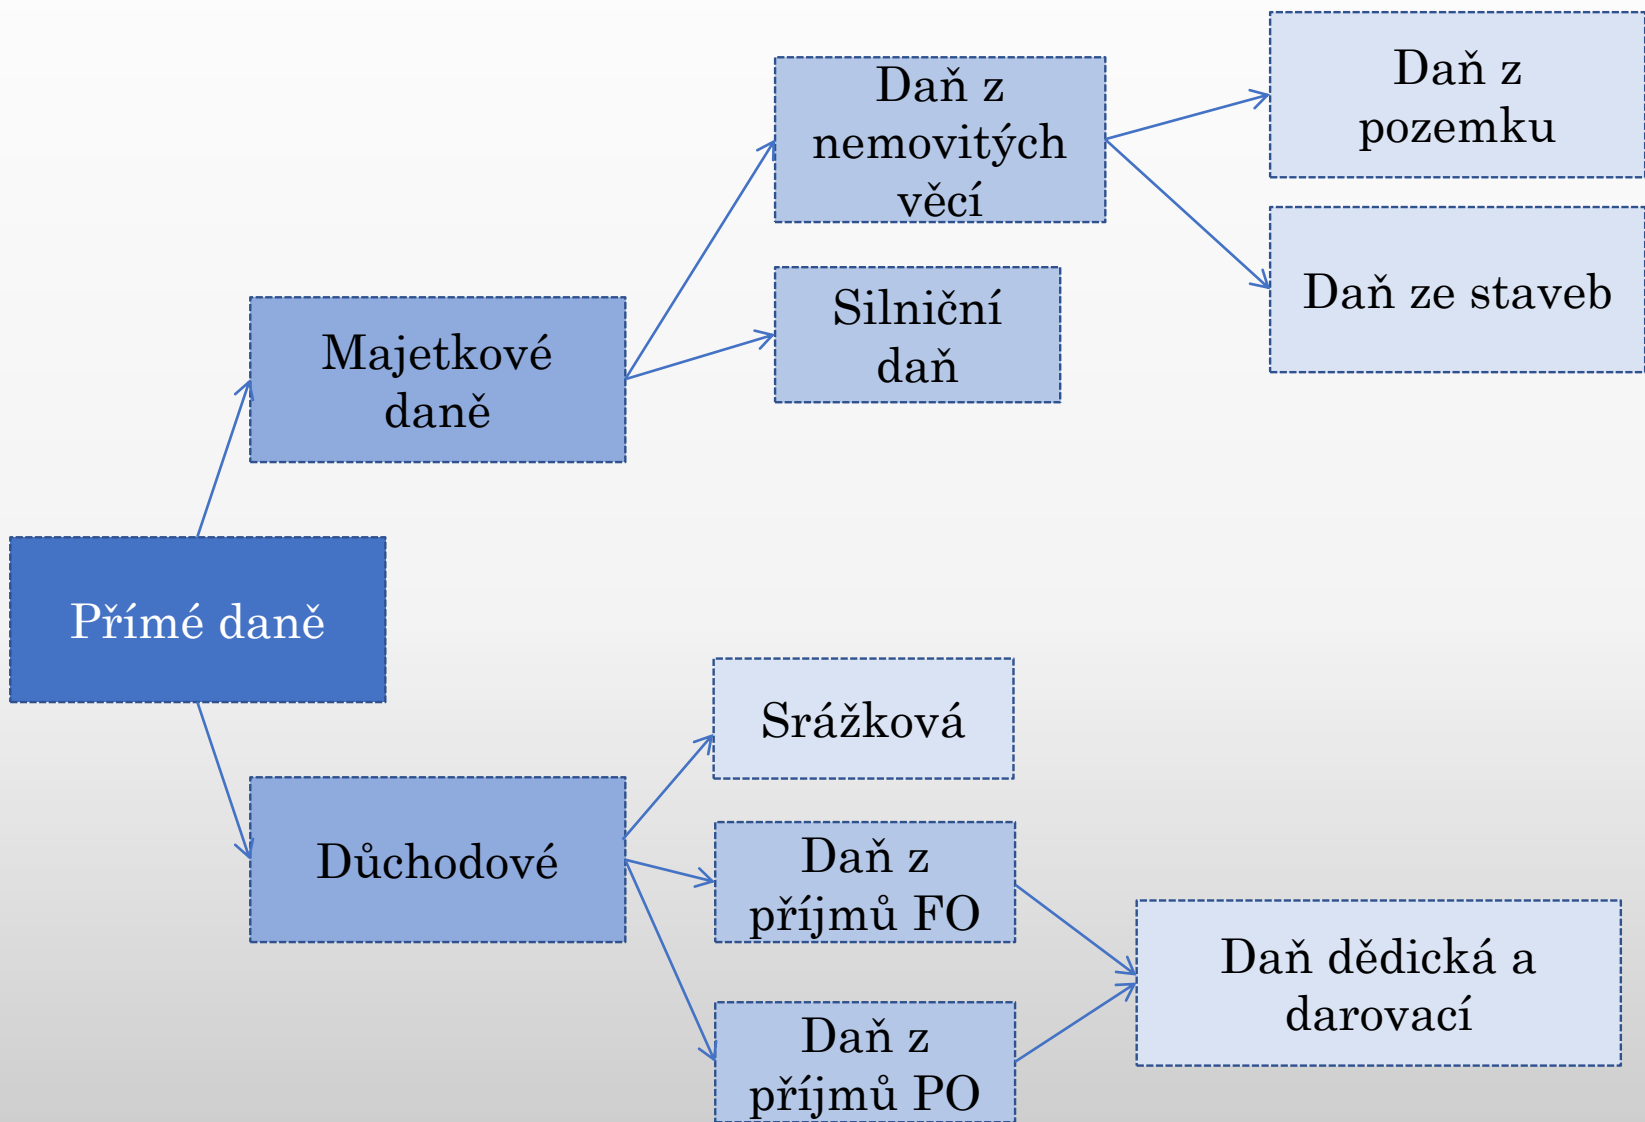 Daň z
pozemku
Daň z
nemovitých
věcí
Daň ze staveb
Silniční
daň
Majetkové
daně
Přímé daně
Srážková
Důchodové
Daň z
příjmů FO
Daň dědická a
darovací
Daň z
příjmů PO